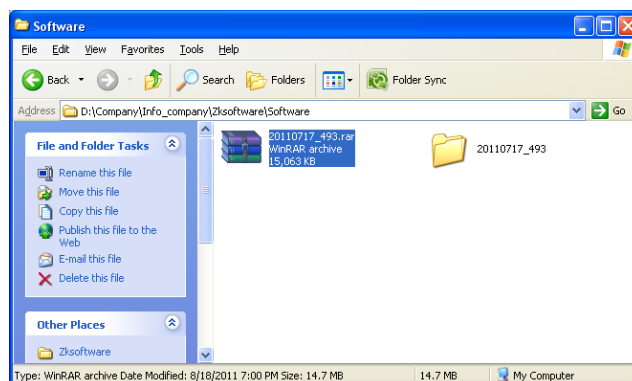 Software
File Edit View Favorites Tools Help
Back Search Folders Folder Sync
Address D:\Company\Info_company\Zksoftware\Software Go
File and Folder Tasks
Rename this file
Move this file
Copy this file
Publish this file to the
Web
E-mail this file
Delete this file
Other Places
Zksoftware
20110717_493.rar
WinRAR archive
15,063 KB
20110717_493
Type: WinRAR archive Date Modified: 8/18/2011 7:00 PM Size: 14.7 MB 14.7 MB My Computer